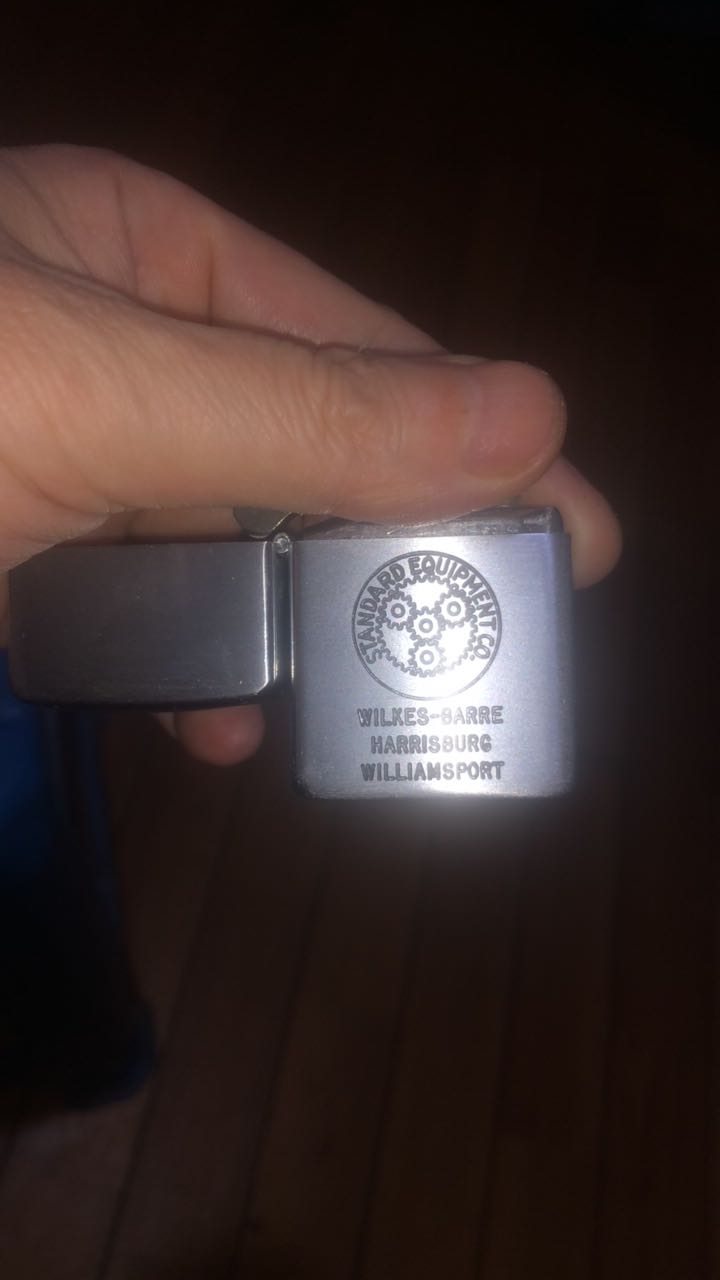 STANDARD EQUIPMENT CO.
WILKES-BARRE
HARRISBURG
WILLIAMSPORT